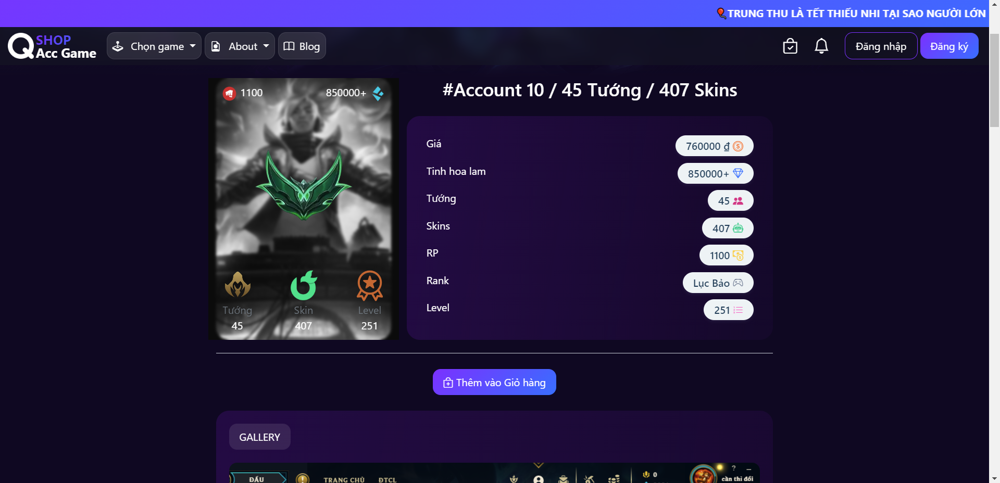 TRUNG THU LÀ TẾT THIẾU NHI TẠI SAO NGƯỜI LỚN
SHOP
Acc Game
Chọn game
About
Blog
Đăng nhập
Đăng ký
1100
850000+
Tướng
45
Skin
407
Level
251
#Account 10 / 45 Tướng / 407 Skins
Giá
760000 ₫
Tinh hoa lam
850000+
Tướng
45
Skins
407
RP
1100
Rank
Lục Bảo
Level
251
Thêm vào Giỏ hàng
GALLERY
ĐẤU
TRANG CHỦ
ĐTCL
0
cần thì đổi